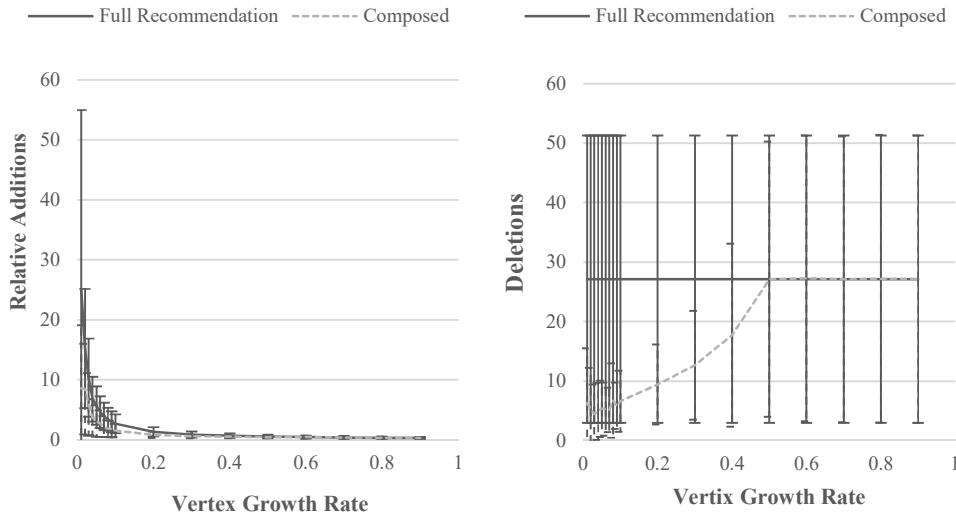 Full Recommendation Composed
60
50
40
30
20
10
0
Relative Additions
0 0.2 0.4 0.6 0.8 1
Vertex Growth Rate
Full Recommendation Composed
60
50
40
30
20
10
0
Deletions
0 0.2 0.4 0.6 0.8 1
Vertix Growth Rate